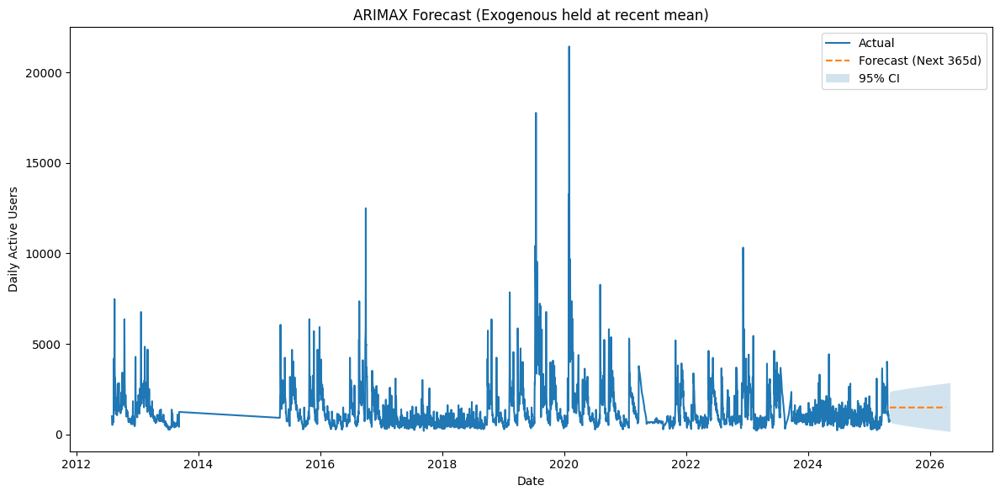 ARIMAX Forecast (Exogenous held at recent mean)
Actual
Forecast (Next 365d)
95% CI
Daily Active Users
20000
15000
10000
5000
0
2012
2014
2016
2018
2020
2022
2024
2026
Date